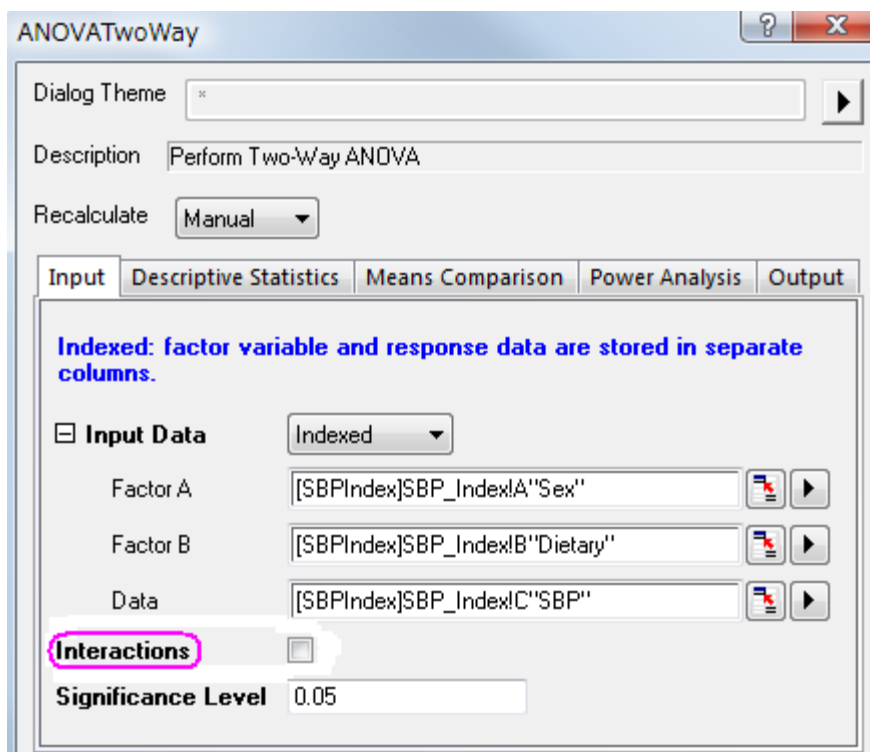 ANOVATwoWay
Dialog Theme *
Description Perform Two-Way ANOVA
Recalculate Manual
Input Descriptive Statistics Means Comparison Power Analysis Output
Indexed: factor variable and response data are stored in separate
columns.
Input Data Indexed
Factor A [SBPIndex]SBP_Index!A"Sex"
Factor B [SBPIndex]SBP_Index!B"Dietary"
Data [SBPIndex]SBP_Index!C"SBP"
Interactions
Significance Level 0.05